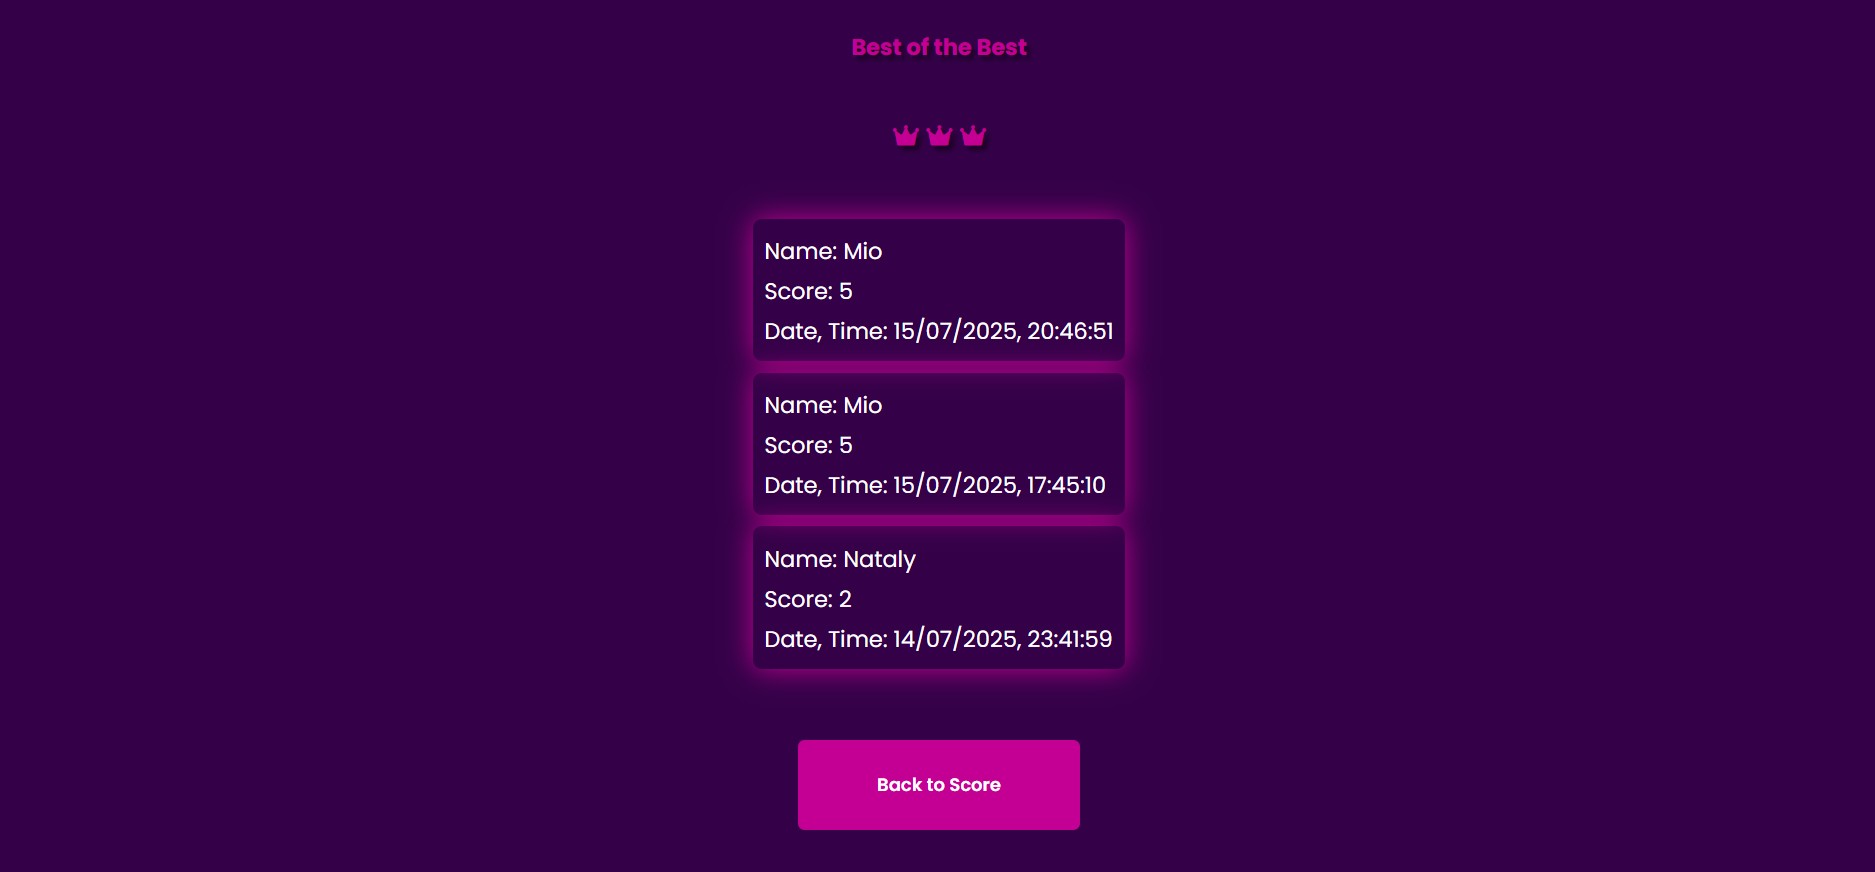 Best of the Best
Name: Mio
Score: 5
Date, Time: 15/07/2025, 20:46:51
Name: Mio
Score: 5
Date, Time: 15/07/2025, 17:45:10
Name: Nataly
Score: 2
Date, Time: 14/07/2025, 23:41:59
Back to Score